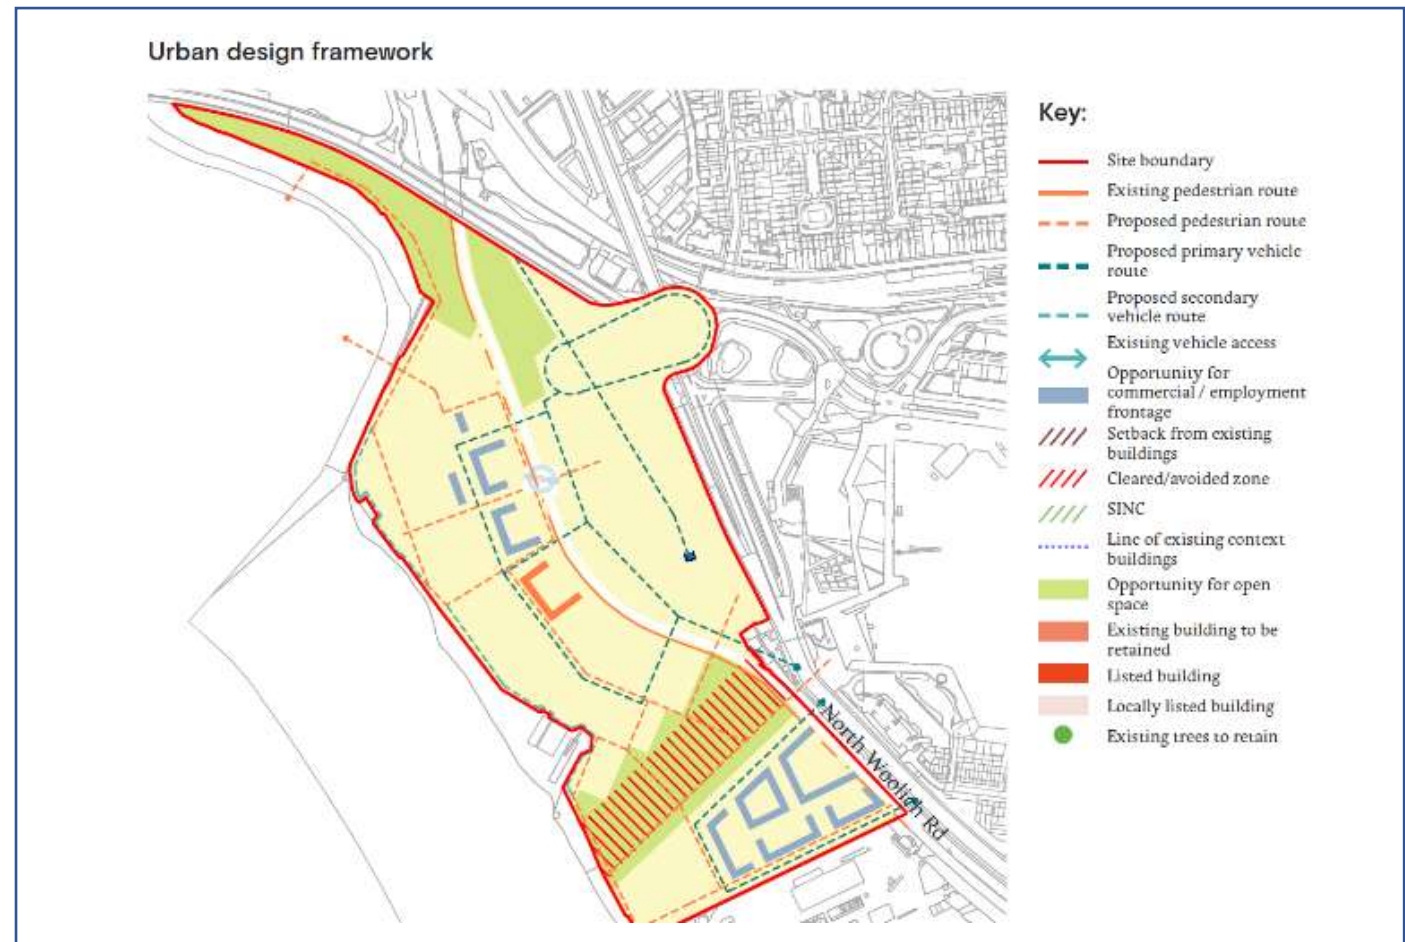 Urban design framework
Key:
Site boundary
Existing pedestrian route
Proposed pedestrian route
Proposed primary vehicle
route
Proposed secondary
vehicle route
Existing vehicle access
Opportunity for
commercial / employment
frontage
Setback from existing
buildings
Cleared/avoided zone
SINC
Line of existing context
buildings
Opportunity for open
space
Existing building to be
retained
Listed building
Locally listed building
Existing trees to retain
North Woolwich Rd